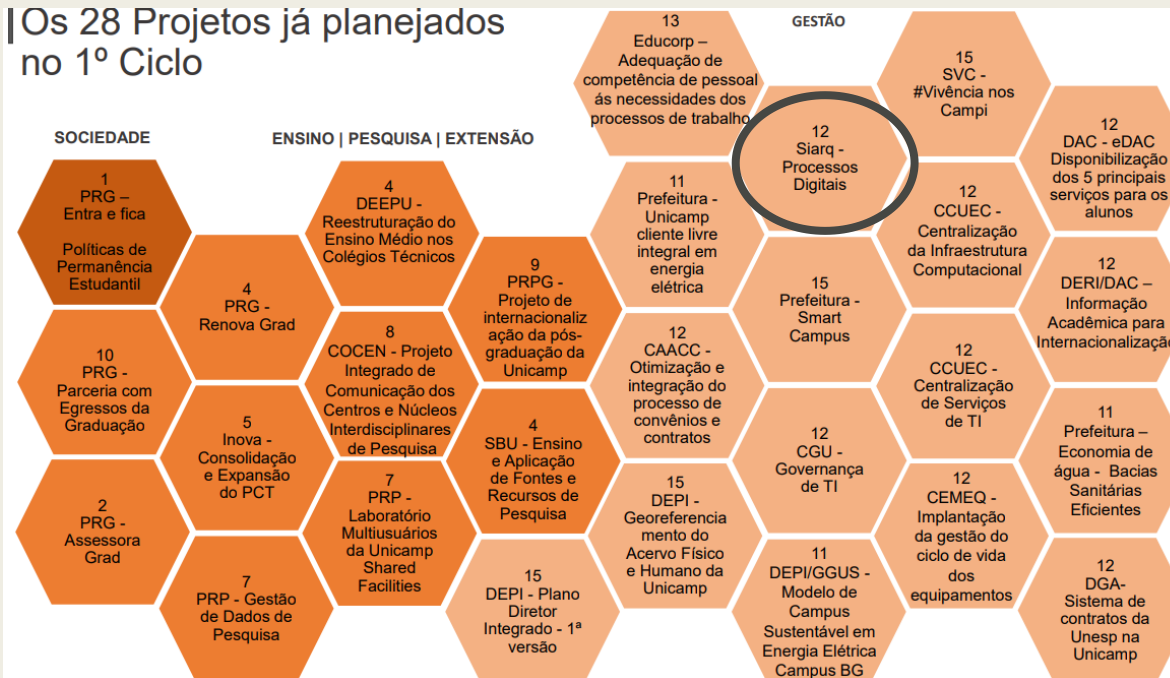 Os 28 Projetos já planejados
no 1º Ciclo
SOCIEDADE
ENSINO | PESQUISA | EXTENSÃO
GESTÃO
1
PRG –
Entra e fica
Políticas de
Permanência
Estudantil
10
PRG -
Parceria com
Egressos da
Graduação
2
PRG -
Assessora
Grad
4
PRG -
Renova Grad
5
Inova -
Consolidação
e Expansão
do PCT
7
PRP - Gestão
de Dados de
Pesquisa
4
DEEPU -
Reestruturação do
Ensino Médio nos
Colégios Técnicos
8
COCEN - Projeto
Integrado de
Comunicação dos
Centros e Núcleos
Interdisciplinares
de Pesquisa
7
PRP -
Laboratório
Multiusuários
da Unicamp
Shared
Facilities
9
PRPG -
Projeto de
internacionaliz
ação da pós-
graduação da
Unicamp
4
SBU - Ensino
e Aplicação
de Fontes e
Recursos de
Pesquisa
15
DEPI - Plano
Diretor
Integrado - 1ª
versão
13
Educorp –
Adequação de
competência de pessoal
ás necessidades dos
processos de trabalho
11
Prefeitura -
Unicamp
cliente livre
integral em
energia
elétrica
12
CAACC -
Otimização e
integração do
processo de
convênios e
contratos
15
DEPI -
Georeferencia
mento do
Acervo Físico
e Humano da
Unicamp
12
Siarq -
Processos
Digitais
15
Prefeitura -
Smart
Campus
12
CGU -
Governança
de TI
11
DEPI/GGUS -
Modelo de
Campus
Sustentável em
Energia Elétrica
Campus BG
15
SVC -
#Vivência nos
Campi
12
CCUEC -
Centralização
da Infraestrutura
Computacional
12
CCUEC -
Centralização
de Serviços
de TI
12
CEMEQ -
Implantação
da gestão do
ciclo de vida
dos
equipamentos
12
DAC - eDAC
Disponibilização
dos 5 principais
serviços para os
alunos
12
DERI/DAC –
Informação
Acadêmica para
Internacionalização
11
Prefeitura –
Economia de
água - Bacias
Sanitárias
Eficientes
12
DGA-
Sistema de
contratos da
Unesp na
Unicamp